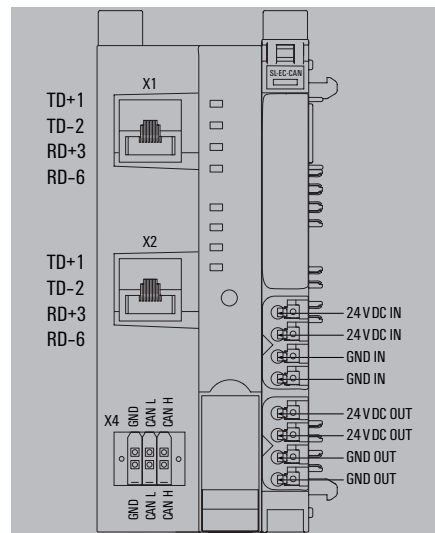 SL-EC-CAN
X1
TD+1
TD-2
RD+3
RD-6
X2
TD+1
TD-2
RD+3
RD-6
24 V DC IN
24 V DC IN
GND IN
GND IN
X4
GND
CAN L
CAN H
24 V DC OUT
24 V DC OUT
GND OUT
GND OUT
GND
CAN L
CAN H